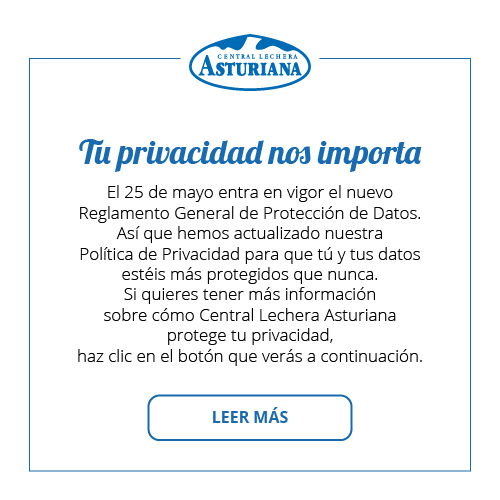 CENTRAL LECHERA
ASTURIANA
Tu privacidad nos importa
El 25 de mayo entra en vigor el nuevo
Reglamento General de Protección de Datos.
Así que hemos actualizado nuestra
Política de Privacidad para que tú y tus datos
estéis más protegidos que nunca.
Si quieres tener más información
sobre cómo Central Lechera Asturiana
protege tu privacidad,
haz clic en el botón que verás a continuación.
LEER MÁS